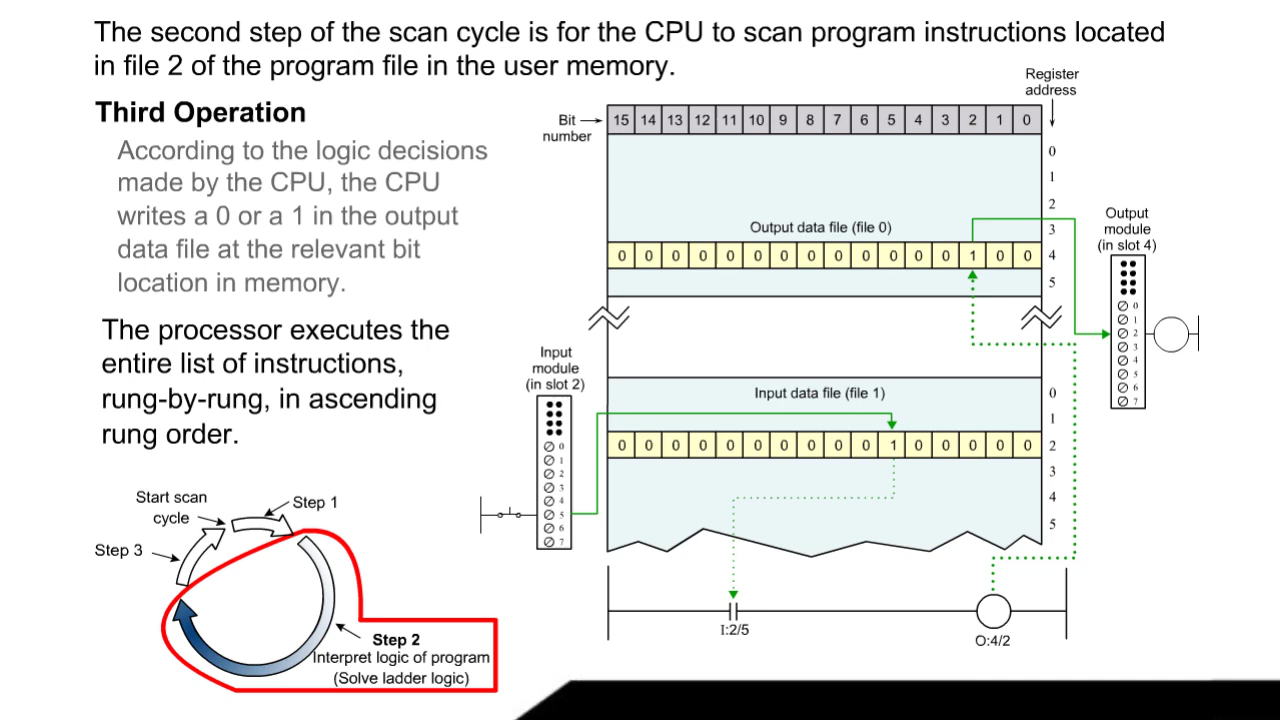 The second step of the scan cycle is for the CPU to scan program instructions located
in file 2 of the program file in the user memory.
Third Operation
According to the logic decisions
made by the CPU, the CPU
writes a 0 or a 1 in the output
data file at the relevant bit
location in memory.
The processor executes the
entire list of instructions,
rung-by-rung, in ascending
rung order.
Start scan
cycle
Step 1
Step 3
Step 2
Interpret logic of program
(Solve ladder logic)
Register
address
Bit
number
15 14 13 12 11 10 9 8 7 6 5 4 3 2 1 0
0
1
2
Output data file (file 0)
3
0 0 0 0 0 0 0 0 0 0 0 0 0 1 0 0
4
5
Output
module
(in slot 4)
0
1
2
3
4
5
6
7
Input
module
(in slot 2)
0
1
2
3
4
5
6
7
Input data file (file 1)
0
1
0 0 0 0 0 0 0 0 0 0 1 0 0 0 0 0
2
3
4
5
I:2/5
O:4/2